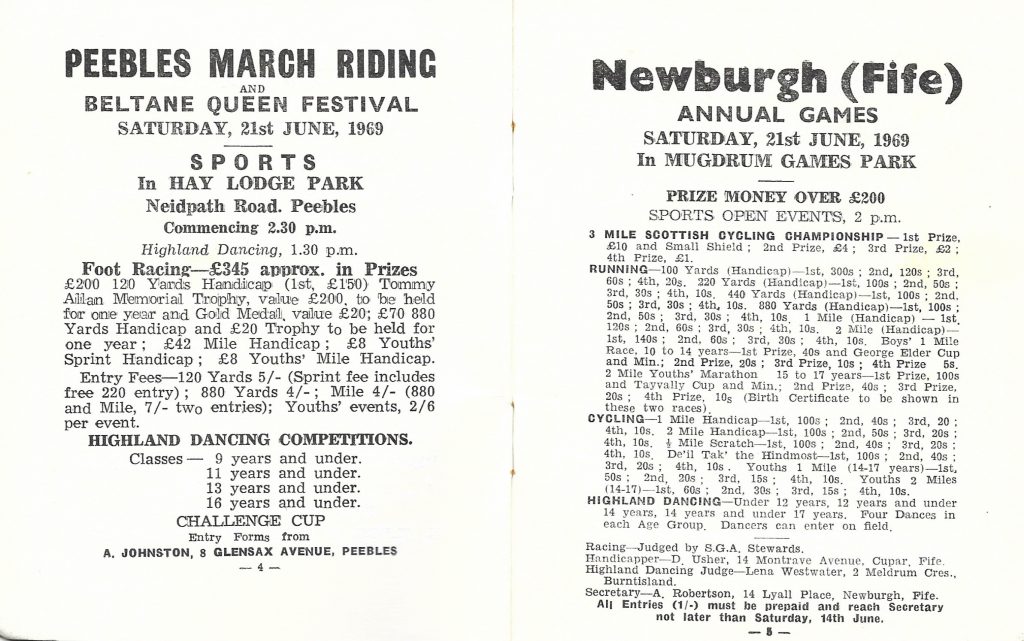 PEEBLES MARCH RIDING
AND
BELTANE QUEEN FESTIVAL
SATURDAY, 21st JUNE, 1969
SPORTS
In HAY LODGE PARK
Neidpath Road. Peebles
Commencing 2.30 p.m.
Highland Dancing, 1.30 p.m.
Foot Racing—£345 approx. in Prizes
£200 120 Yards Handicap (1st, £150) Tommy
Allan Memorial Trophy, value £200, to be held
for one year and Gold Medal, value £20; £70 880
Yards Handicap and £20 Trophy to be held for
one year; £42 Mile Handicap; £8 Youths'
Sprint Handicap; £8 Youths' Mile Handicap.
Entry Fees—120 Yards 5/- (Sprint fee includes
free 220 entry); 880 Yards 4/-; Mile 4/- (880
and Mile, 7/- two entries); Youths' events, 2/6
per event.
HIGHLAND DANCING COMPETITIONS.
Classes — 9 years and under.
11 years and under.
13 years and under.
16 years and under.
CHALLENGE CUP
Entry Forms from
A. JOHNSTON, 8 GLENSAX AVENUE, PEEBLES
— 4 —
Newburgh (Fife)
ANNUAL GAMES
SATURDAY, 21st JUNE, 1969
In MUGDRUM GAMES PARK
PRIZE MONEY OVER £200
SPORTS OPEN EVENTS, 2 p.m.
3 MILE SCOTTISH CYCLING CHAMPIONSHIP — 1st Prize,
£10 and Small Shield; 2nd Prize, £4; 3rd Prize, £2;
4th Prize, £1.
RUNNING—100 Yards (Handicap)—1st, 300s; 2nd, 120s; 3rd,
60s; 4th, 20s. 220 Yards (Handicap)—1st, 100s; 2nd, 50s;
3rd, 30s; 4th, 10s. 440 Yards (Handicap)—1st, 100s; 2nd.
50s; 3rd, 30s; 4th, 10s. 880 Yards (Handicap)—1st, 100s;
2nd, 50s; 3rd, 30s; 4th, 10s. 1 Mile (Handicap) — 1st.
120s; 2nd, 60s; 3rd, 30s; 4th, 10s. 2 Mile (Handicap)—
1st, 140s; 2nd, 60s; 3rd, 30s; 4th, 10s. Boys' 1 Mile
Race, 10 to 14 years—1st Prize, 40s and George Elder Cup
and Min.; 2nd Prize, 20s; 3rd Prize, 10s; 4th Prize 5s.
2 Mile Youths' Marathon 15 to 17 years—1st Prize, 100s
and Tayvally Cup and Min.; 2nd Prize, 40s; 3rd Prize,
20s; 4th Prize, 10s (Birth Certificate to be shown in
these two races).
CYCLING—1 Mile Handicap—1st, 100s; 2nd, 40s; 3rd, 20;
4th, 10s. 2 Mile Handicap—1st, 100s; 2nd, 50s; 3rd, 20s;
4th, 10s. ½ Mile Scratch—1st, 100s; 2nd, 40s; 3rd, 20s;
4th, 10s. De'il Tak' the Hindmost—1st, 100s; 2nd, 40s;
3rd, 20s; 4th, 10s. Youths 1 Mile (14-17 years)—1st,
50s; 2nd, 20s; 3rd, 15s; 4th, 10s. Youths 2 Miles
(14-17)—1st, 60s; 2nd, 30s; 3rd, 15s; 4th, 10s.
HIGHLAND DANCING—Under 12 years, 12 years and under
14 years, 14 years and under 17 years. Four Dances in
each Age Group. Dancers can enter on field.
Racing—Judged by S.G.A. Stewards.
Handicapper—D. Usher, 14 Montrave Avenue, Cupar, Fife.
Highland Dancing Judge—Lena Westwater, 2 Meldrum Cres.,
Burntisland.
Secretary—A. Robertson, 14 Lyall Place, Newburgh, Fife.
All Entries (1/-) must be prepaid and reach Secretary
not later than Saturday, 14th June.
— 5 —